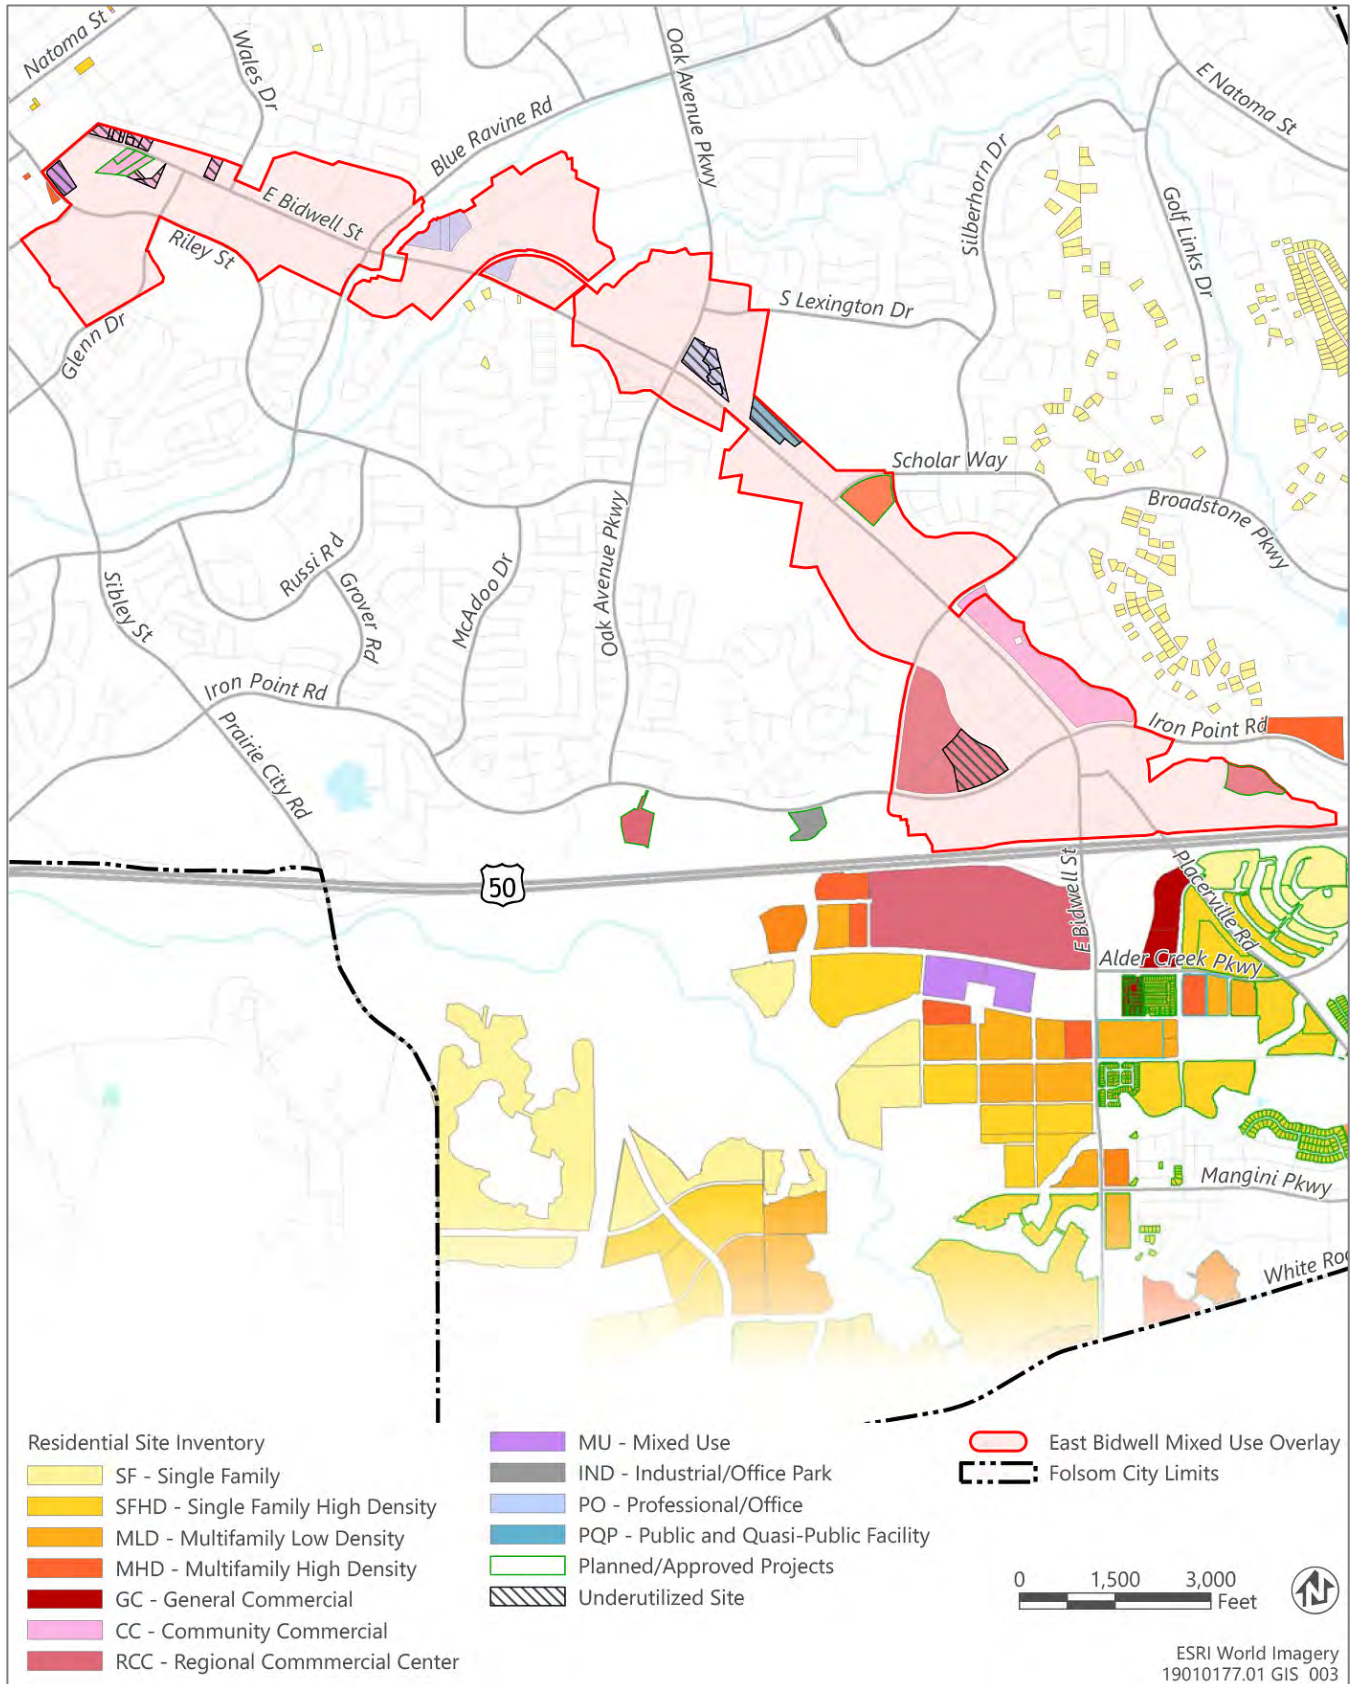 Natoma St
Wales Dr
Oak Avenue Pkwy
E Natoma St
Blue Ravine Rd
Silberhorn Dr
Golf Links Dr
E Bidwell St
Riley St
Glenn Dr
S Lexington Dr
Scholar Way
Broadstone Pkwy
Oak Avenue Pkwy
Russi Rd
Grover Rd
McAdoo Dr
Sibley St
Iron Point Rd
Prairie City Rd
Iron Point Rd
50
E Bidwell St
Placerville Rd
Alder Creek Pkwy
Mangini Pkwy
White Ro
Residential Site Inventory
SF - Single Family
SFHD - Single Family High Density
MLD - Multifamily Low Density
MHD - Multifamily High Density
GC - General Commercial
CC - Community Commercial
RCC - Regional Commmercial Center
MU - Mixed Use
IND - Industrial/Office Park
PO - Professional/Office
PQP - Public and Quasi-Public Facility
Planned/Approved Projects
Underutilized Site
East Bidwell Mixed Use Overlay
Folsom City Limits
0 1,500 3,000
Feet
N
ESRI World Imagery
19010177.01 GIS 003